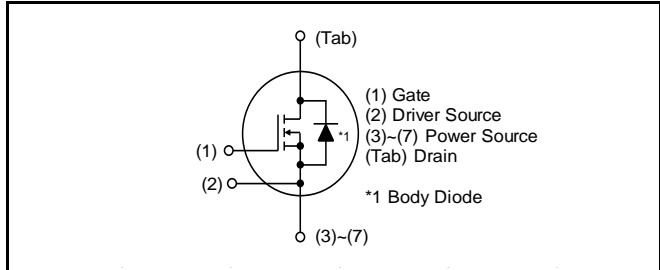 (Tab)
(1) Gate
(2) Driver Source
(3)~(7) Power Source
(Tab) Drain
*1
(1)
(2)
*1 Body Diode
(3)~(7)